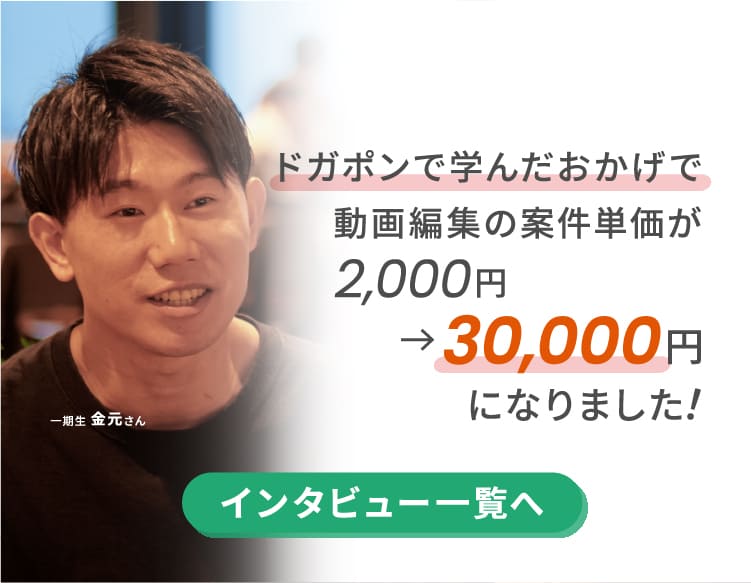 ドガポンで学んだおかげで
動画編集の案件単価が
2,000円
→30,000円
になりました!
一期生 金元さん
インタビュー一覧へ